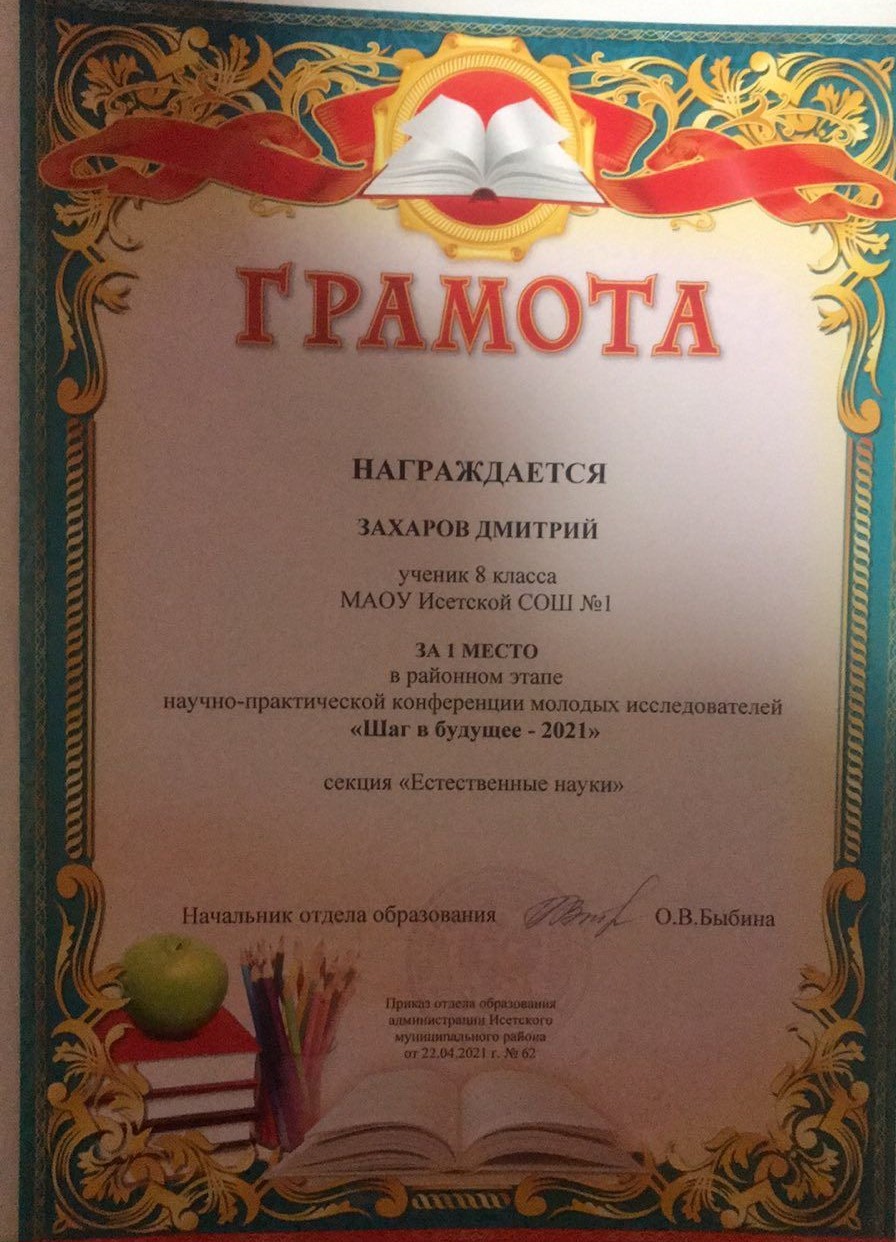 ГРАМОТА
НАГРАЖДАЕТСЯ
ЗАХАРОВ ДМИТРИЙ
ученик 8 класса
МАОУ Исетской СОШ №1
ЗА 1 МЕСТО
в районном этапе
научно-практической конференции молодых исследователей
«Шаг в будущее - 2021»
секция «Естественные науки»
Начальник отдела образования О.В.Быбина
Приказ отдела образования
администрации Исетского
муниципального района
от 22.04.2021 г. № 62